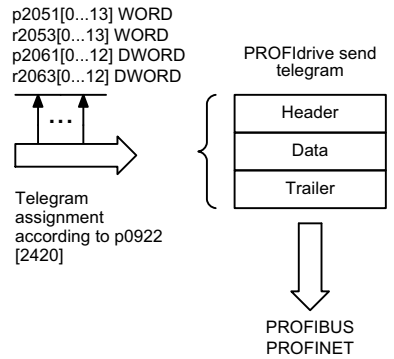 p2051[0...13] WORD
r2053[0...13] WORD
p2061[0...12] DWORD
r2063[0...12] DWORD
...
Telegram
assignment
according to p0922
[2420]
PROFIdrive send
telegram
Header
Data
Trailer
PROFIBUS
PROFINET